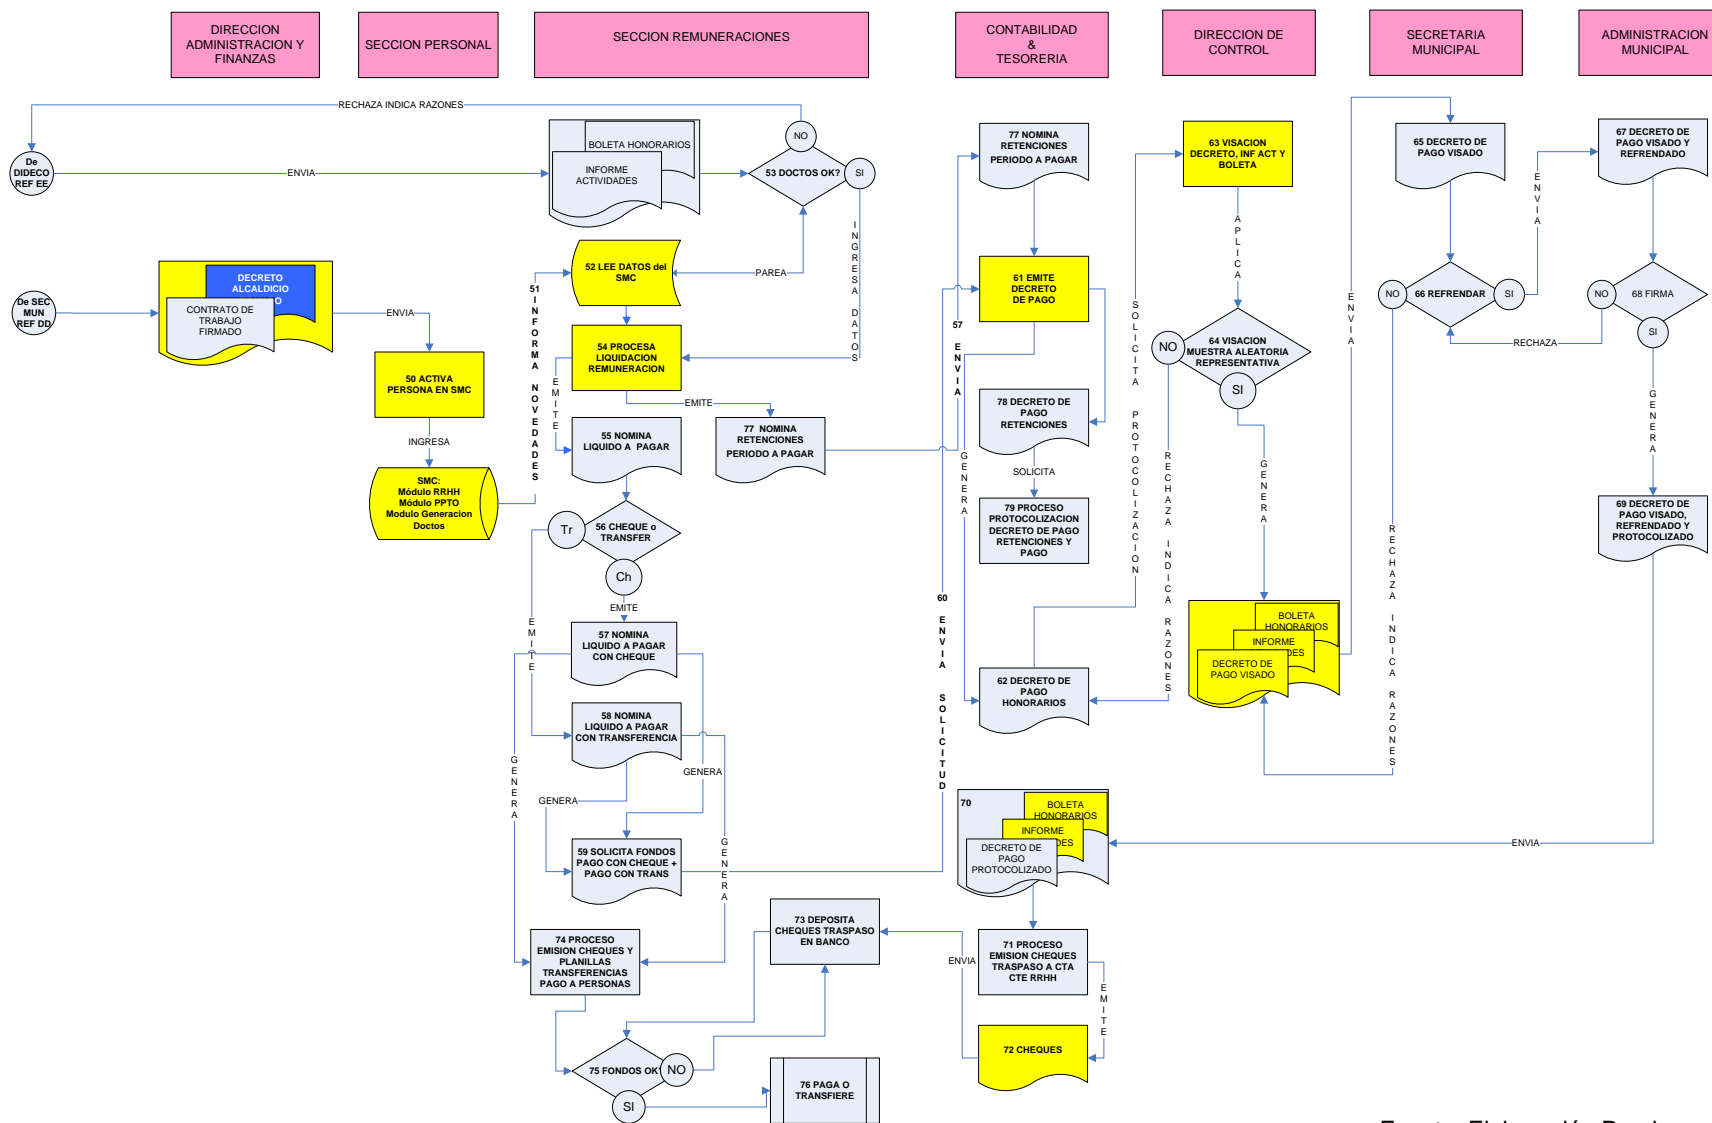 DIRECCION
ADMINISTRACION Y
FINANZAS
SECCION PERSONAL
SECCION REMUNERACIONES
CONTABILIDAD
&
TESORERIA
DIRECCION DE
CONTROL
SECRETARIA
MUNICIPAL
ADMINISTRACION
MUNICIPAL
RECHAZA INDICA RAZONES
De
DIDECO
REF EE
ENVIA
BOLETA HONORARIOS
INFORME
ACTIVIDADES
NO
53 DOCTOS OK?
SI
INGRESA DATOS
De SEC
MUN
REF DD
DECRETO
ALCALDICIO
CONTRATO DE
TRABAJO
FIRMADO
ENVIA
50 ACTIVA
PERSONA EN SMC
INGRESA
SMC:
Módulo RRHH
Módulo PPTO
Modulo Generacion
Doctos
51 INFORMA NOVEDADES
52 LEE DATOS del
SMC
PAREA
54 PROCESA
LIQUIDACION
REMUNERACION
EMITE
EMITE
55 NOMINA
LIQUIDO A PAGAR
77 NOMINA
RETENCIONES
PERIODO A PAGAR
56 CHEQUE o
TRANSFER
Tr
Ch
EMITE
EMITE
57 NOMINA
LIQUIDO A PAGAR
CON CHEQUE
58 NOMINA
LIQUIDO A PAGAR
CON TRANSFERENCIA
GENERA
GENERA
GENERA
GENERA
59 SOLICITA FONDOS
PAGO CON CHEQUE +
PAGO CON TRANS
74 PROCESO
EMISION CHEQUES Y
PLANILLAS
TRANSFERENCIAS
PAGO A PERSONAS
73 DEPOSITA
CHEQUES TRASPASO
EN BANCO
75 FONDOS OK
NO
SI
76 PAGA O
TRANSFIERE
57 ENVIA
60 ENVIA SOLICITUD
77 NOMINA
RETENCIONES
PERIODO A PAGAR
61 EMITE
DECRETO
DE PAGO
GENERA
78 DECRETO DE
PAGO
RETENCIONES
SOLICITA
79 PROCESO
PROTOCOLIZACION
DECRETO DE PAGO
RETENCIONES Y
PAGO
62 DECRETO DE
PAGO
HONORARIOS
SOLICITA PROTOCOLIZACION
70
BOLETA
HONORARIOS
INFORME
DES
DECRETO DE
PAGO
PROTOCOLIZADO
71 PROCESO
EMISION CHEQUES
TRASPASO A CTA
CTE RRHH
ENVIA
EMITE
72 CHEQUES
63 VISACION
DECRETO, INF ACT Y
BOLETA
APLICA
64 VISACION
MUESTRA ALEATORIA
REPRESENTATIVA
NO
SI
RECHAZA INDICA RAZONES
GENERA
BOLETA
HONORARIOS
INFORME
DES
DECRETO DE
PAGO VISADO
ENVIA
65 DECRETO DE
PAGO VISADO
NO
66 REFRENDAR
SI
ENVIA
RECHAZA INDICA RAZONES
67 DECRETO DE
PAGO VISADO Y
REFRENDADO
NO
68 FIRMA
SI
RECHAZA
GENERA
69 DECRETO DE
PAGO VISADO,
REFRENDADO Y
PROTOCOLIZADO
ENVIA